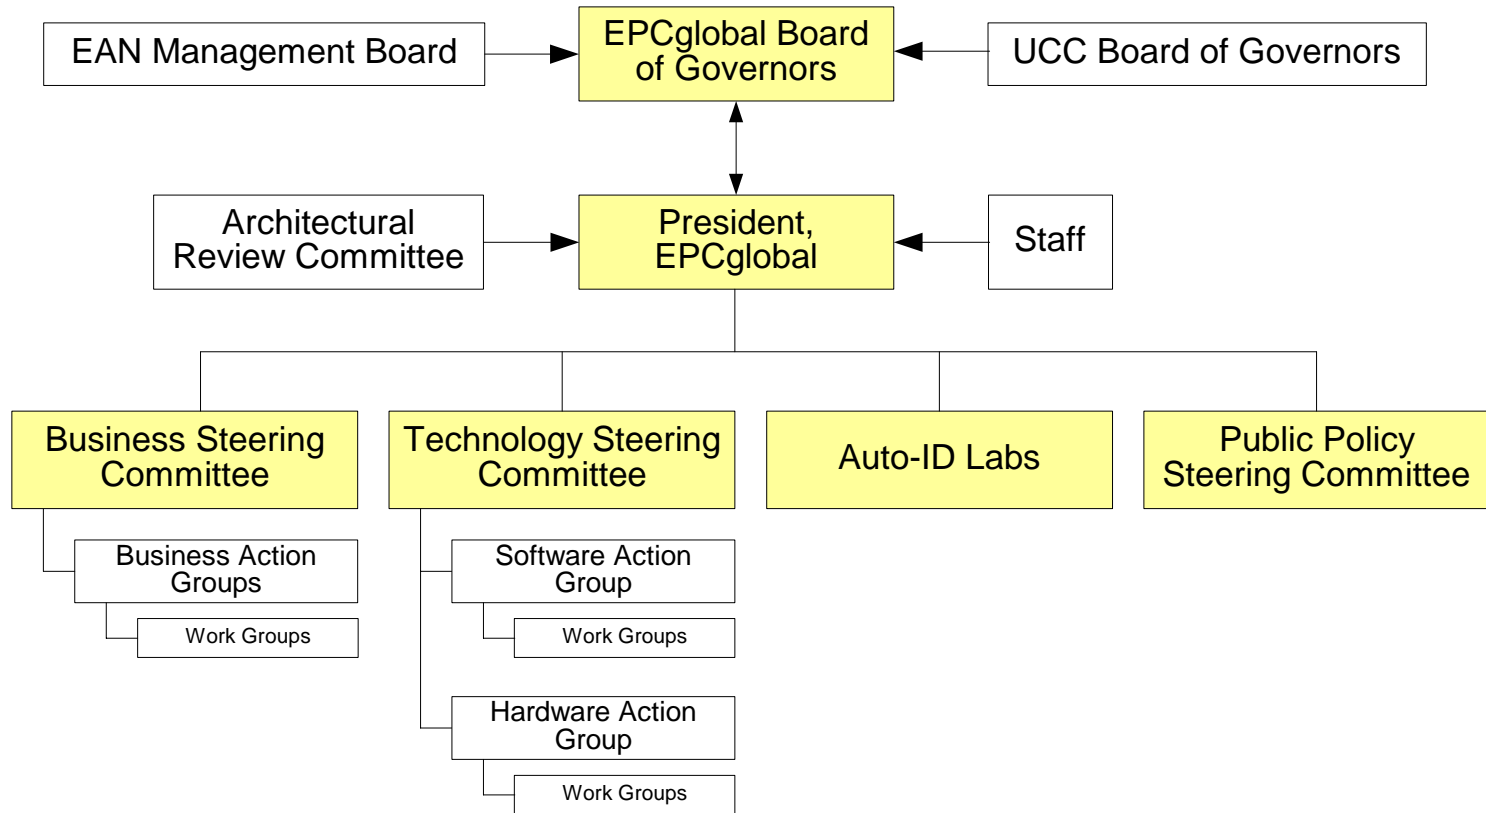 EAN Management Board
EPCglobal Board
of Governors
UCC Board of Governors
Architectural
Review Committee
President,
EPCglobal
Staff
Business Steering
Committee
Technology Steering
Committee
Auto-ID Labs
Public Policy
Steering Committee
Business Action
Groups
Work Groups
Software Action
Group
Work Groups
Hardware Action
Group
Work Groups